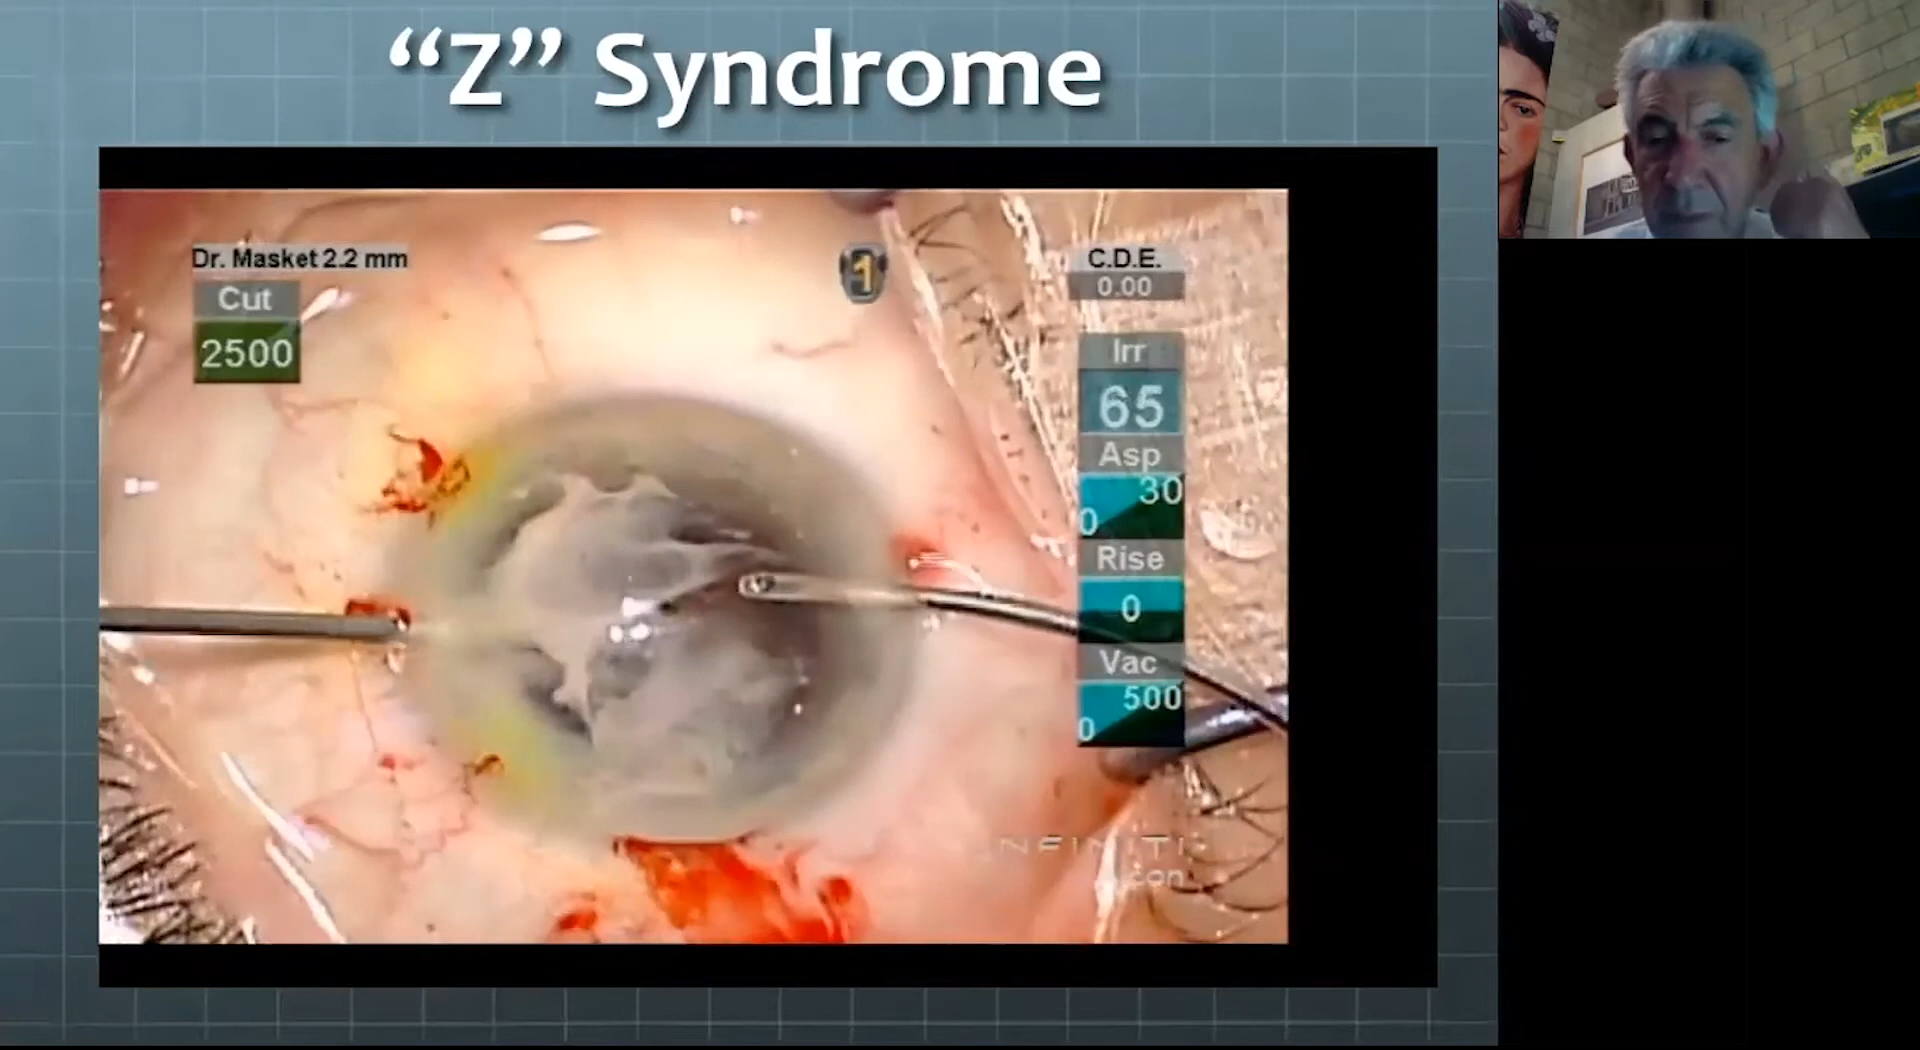 “Z” Syndrome
Dr. Masket 2.2 mm
Cut
2500
1
C.D.E.
0.00
Irr
65
Asp
30
0
Rise
0
Vac
500
0